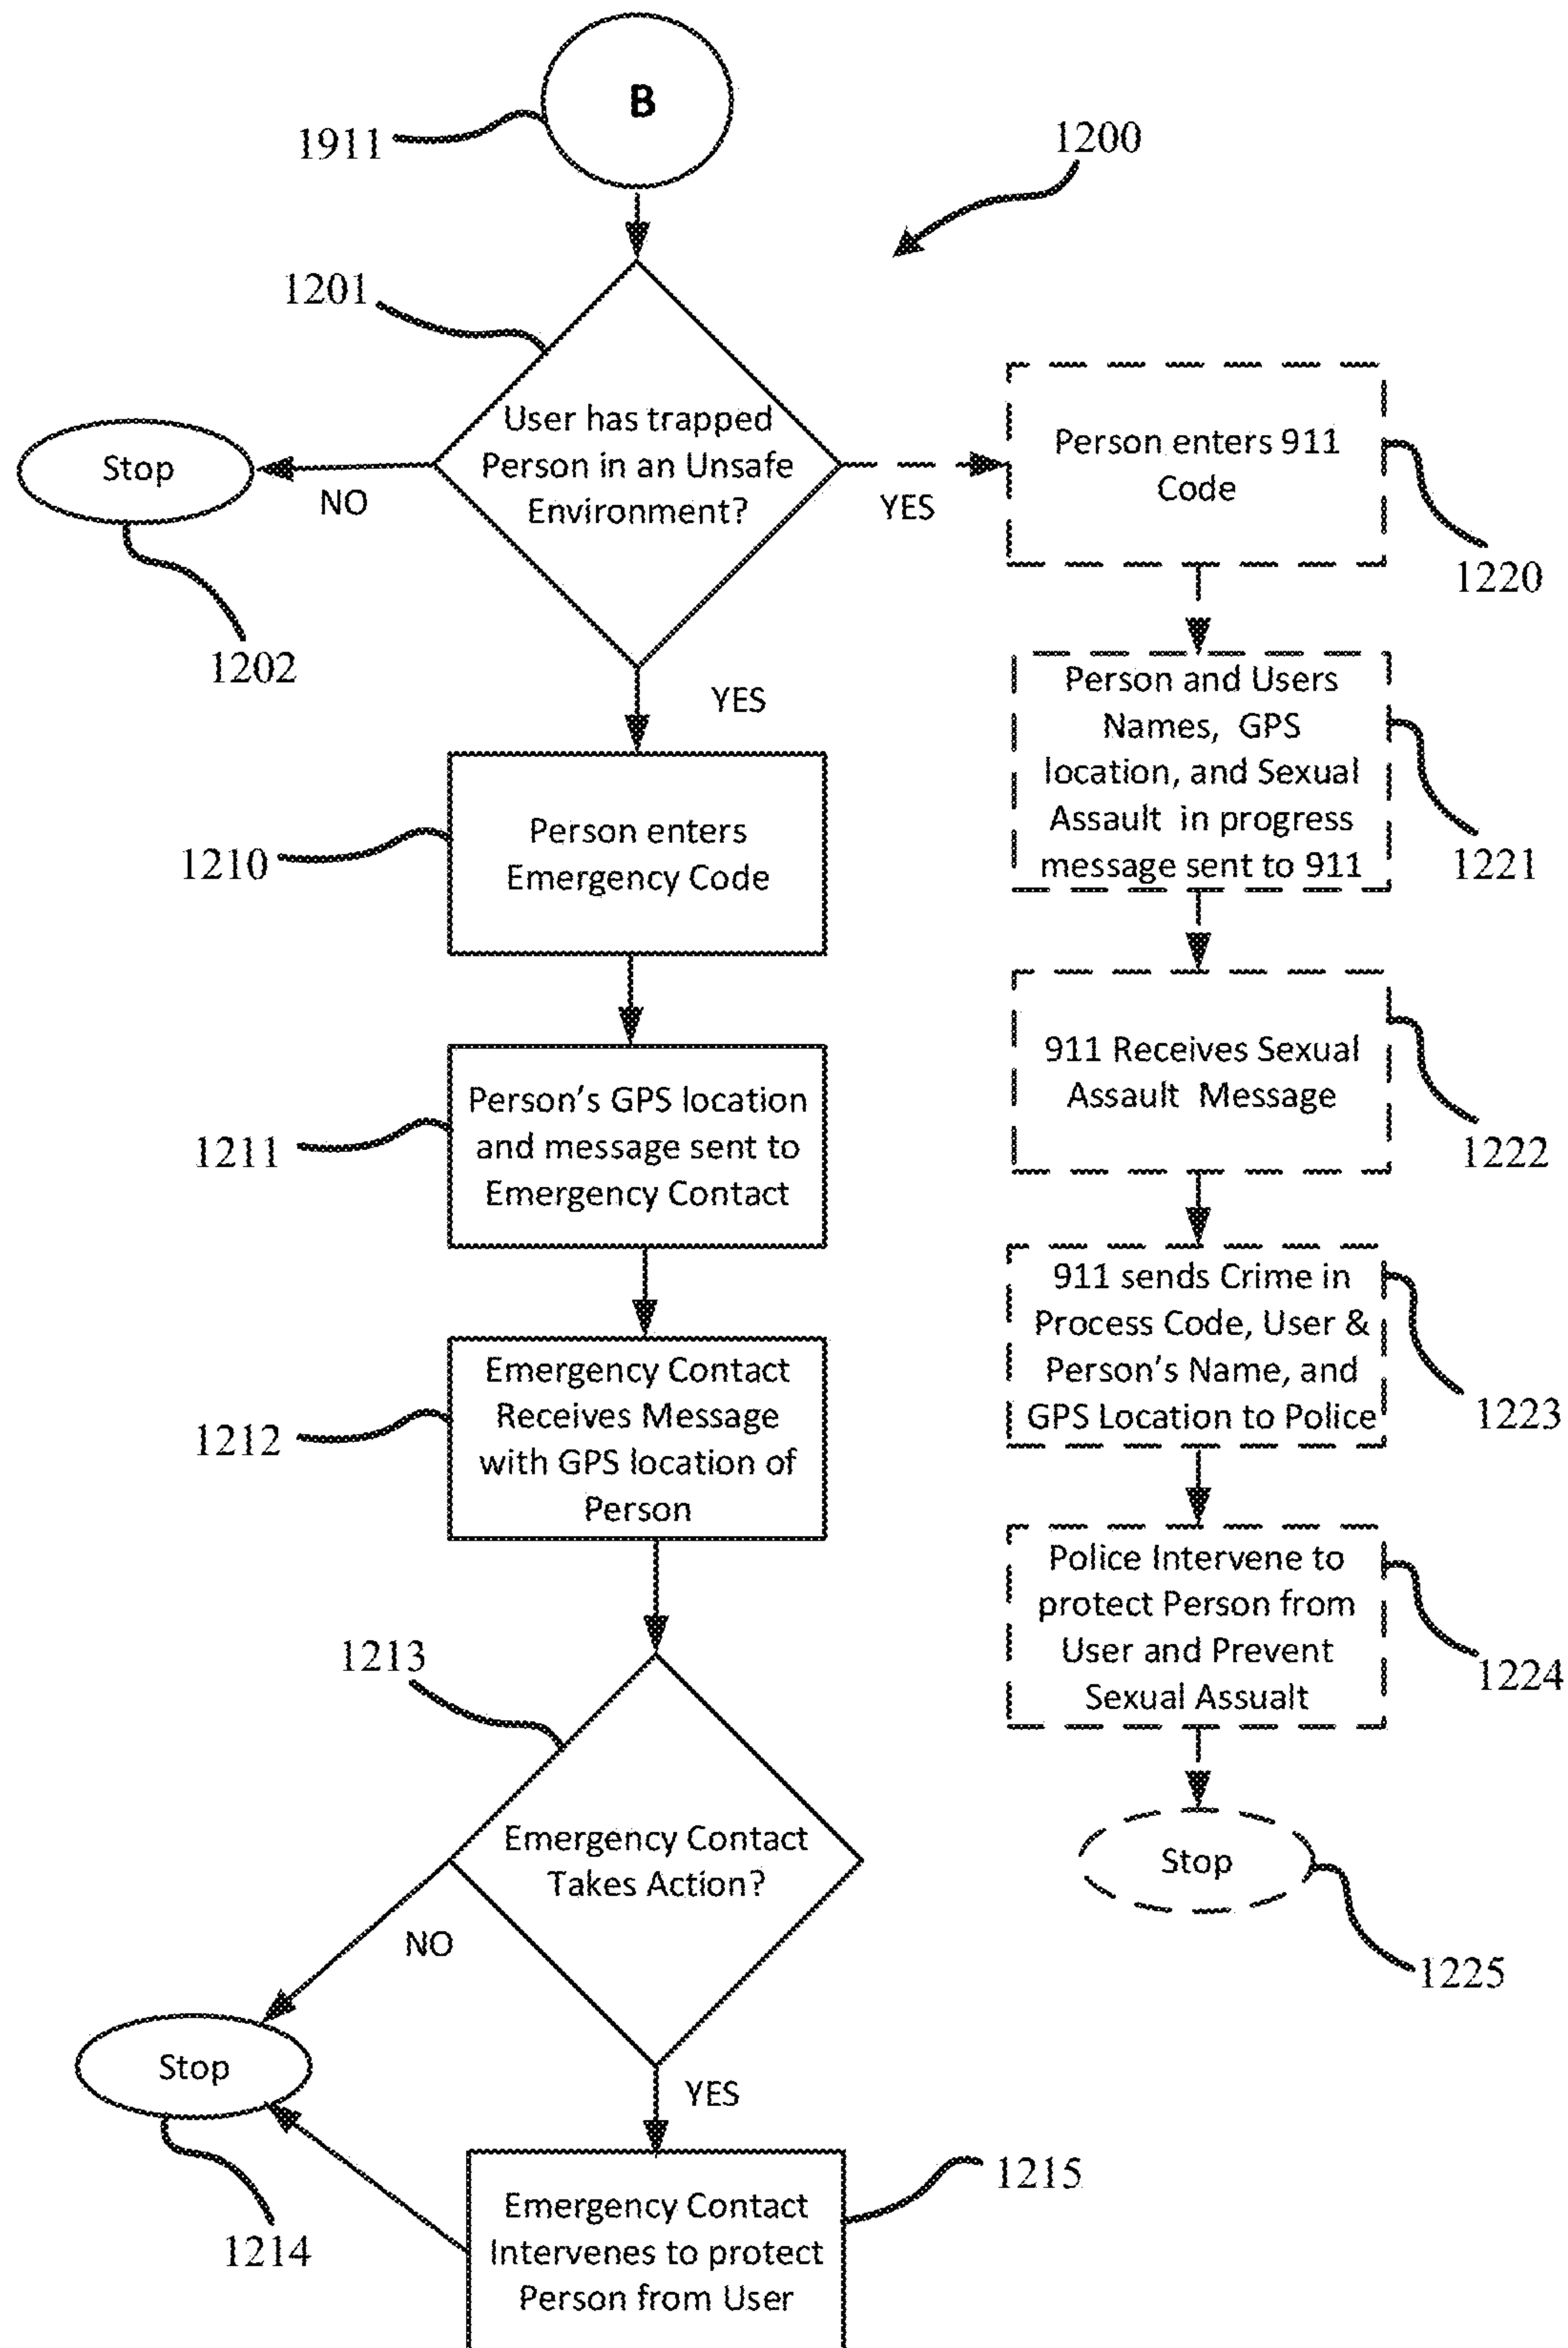 B
1911
1200
1201
User has trapped
Person in an Unsafe
Environment?
Stop
NO
YES
1202
Person enters 911
Code
1220
YES
Person and Users
Names, GPS
location, and Sexual
Assault in progress
message sent to 911
1221
Person enters
Emergency Code
1210
911 Receives Sexual
Assault Message
1222
Person's GPS location
and message sent to
Emergency Contact
1211
911 sends Crime in
Process Code, User &
Person's Name, and
GPS Location to Police
1223
Emergency Contact
Receives Message
with GPS location of
Person
1212
Police Intervene to
protect Person from
User and Prevent
Sexual Assualt
1224
1213
Emergency Contact
Takes Action?
Stop
1225
NO
Stop
1214
YES
Emergency Contact
Intervenes to protect
Person from User
1215